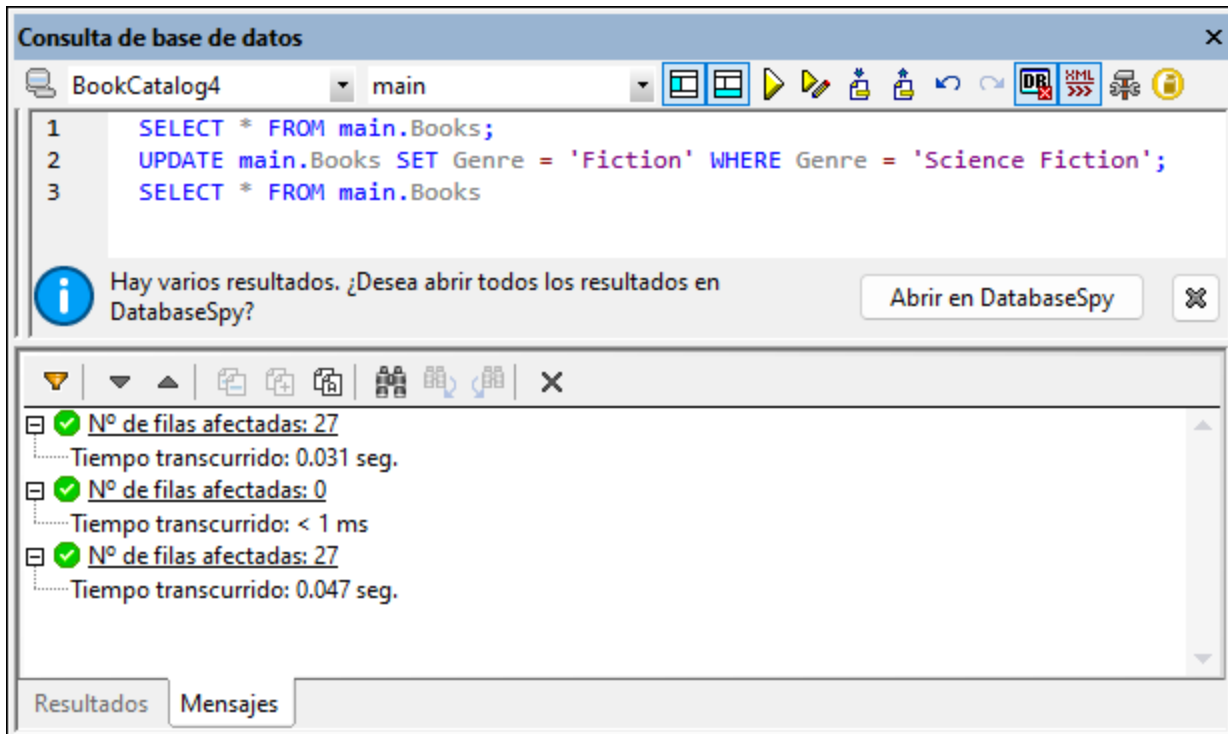 Consulta de base de datos
BookCatalog4 main DB XML
1 SELECT * FROM main.Books;
2 UPDATE main.Books SET Genre = 'Fiction' WHERE Genre = 'Science Fiction';
3 SELECT * FROM main.Books
Hay varios resultados. ¿Desea abrir todos los resultados en
DatabaseSpy?
Abrir en DatabaseSpy
Nº de filas afectadas: 27
Tiempo transcurrido: 0.031 seg.
Nº de filas afectadas: 0
Tiempo transcurrido: < 1 ms
Nº de filas afectadas: 27
Tiempo transcurrido: 0.047 seg.
Resultados Mensajes